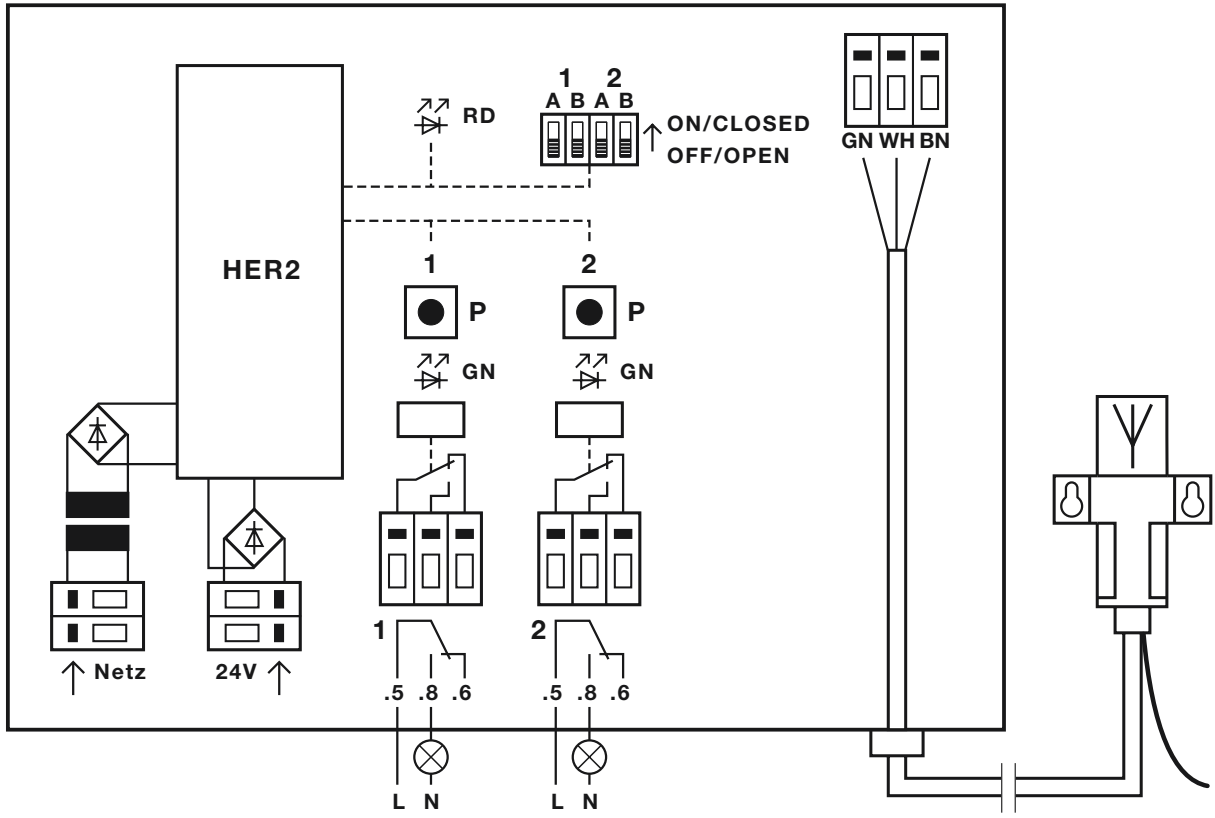 1 2
A B A B
RD
ON/CLOSED
OFF/OPEN
GN WH BN
HER2
1 2
P P
GN GN
Netz
24V
1
.5 .8 .6
2
.5 .8 .6
L N
L N